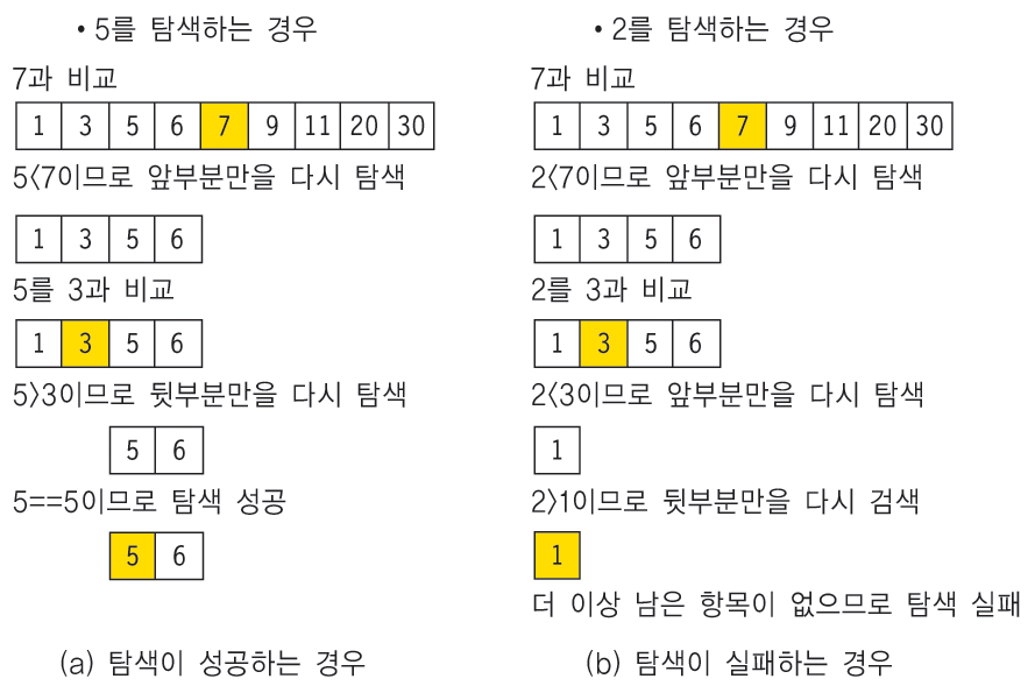 • 5를 탐색하는 경우
7과 비교
1 3 5 6 7 9 11 20 30
5<7이므로 앞부분만을 다시 탐색
1 3 5 6
5를 3과 비교
1 3 5 6
5>3이므로 뒷부분만을 다시 탐색
5 6
5==5이므로 탐색 성공
5 6
(a) 탐색이 성공하는 경우
• 2를 탐색하는 경우
7과 비교
1 3 5 6 7 9 11 20 30
2<7이므로 앞부분만을 다시 탐색
1 3 5 6
2를 3과 비교
1 3 5 6
2<3이므로 앞부분만을 다시 탐색
1
2>1이므로 뒷부분만을 다시 검색
1
더 이상 남은 항목이 없으므로 탐색 실패
(b) 탐색이 실패하는 경우